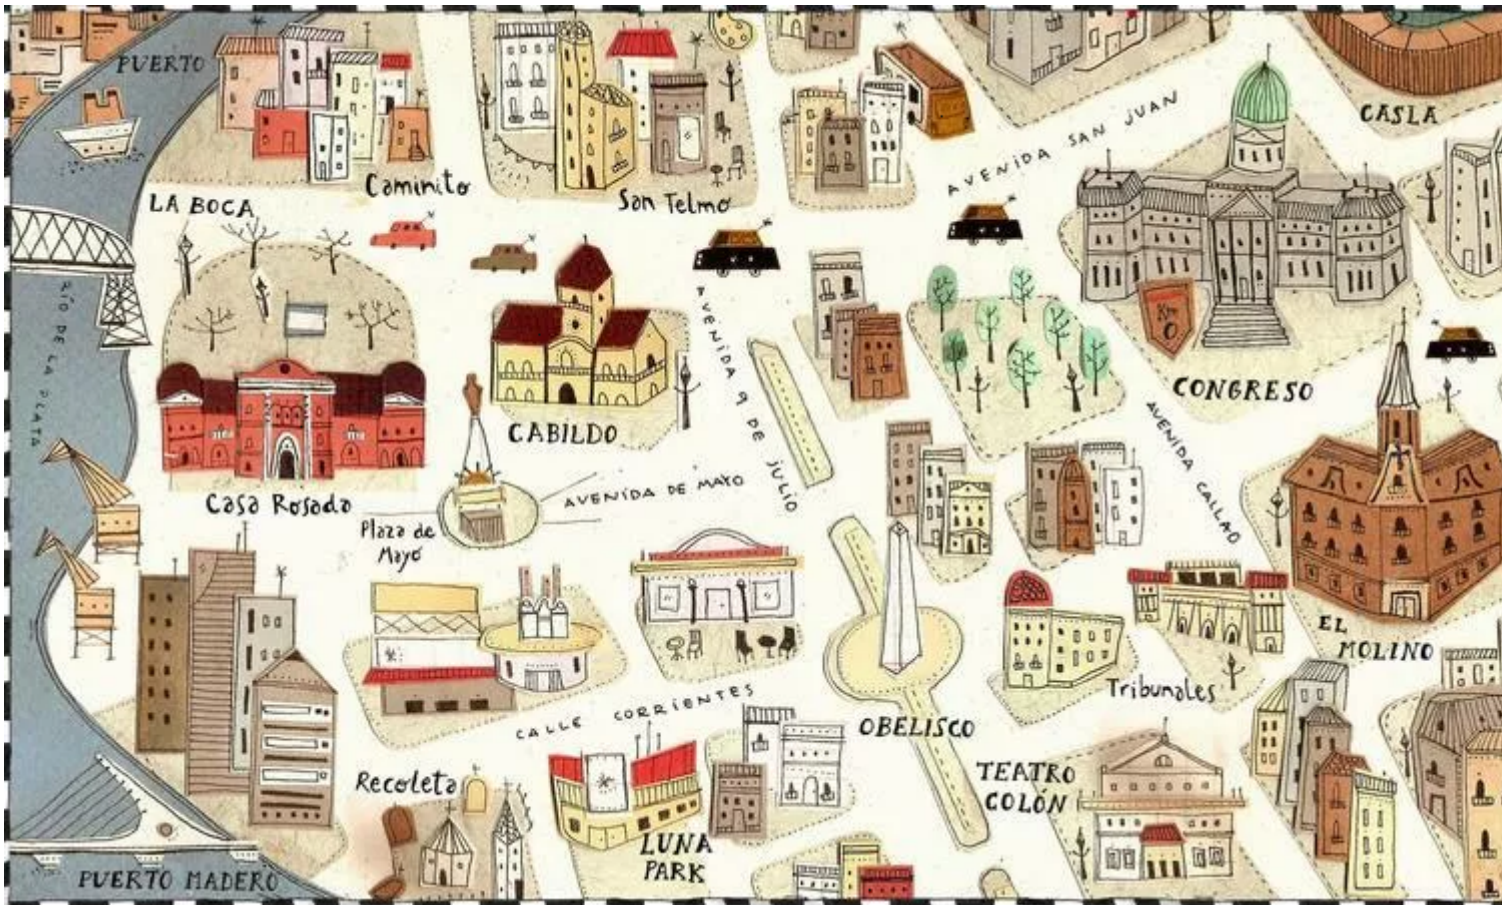 PUERTO
CASLA
AVENIDA SAN JUAN
Caminito
San Telmo
LA BOCA
RÍO DE LA PLATA
Km
0
CONGRESO
AVENIDA 9 DE JULIO
CABILDO
AVENIDA CALLAO
Casa Rosada
AVENIDA DE MAYO
Plaza de
Mayo
EL
MOLINO
Tribunales
CALLE CORRIENTES
OBELISCO
Recoleta
TEATRO
COLÓN
LUNA
PARK
PUERTO MADERO